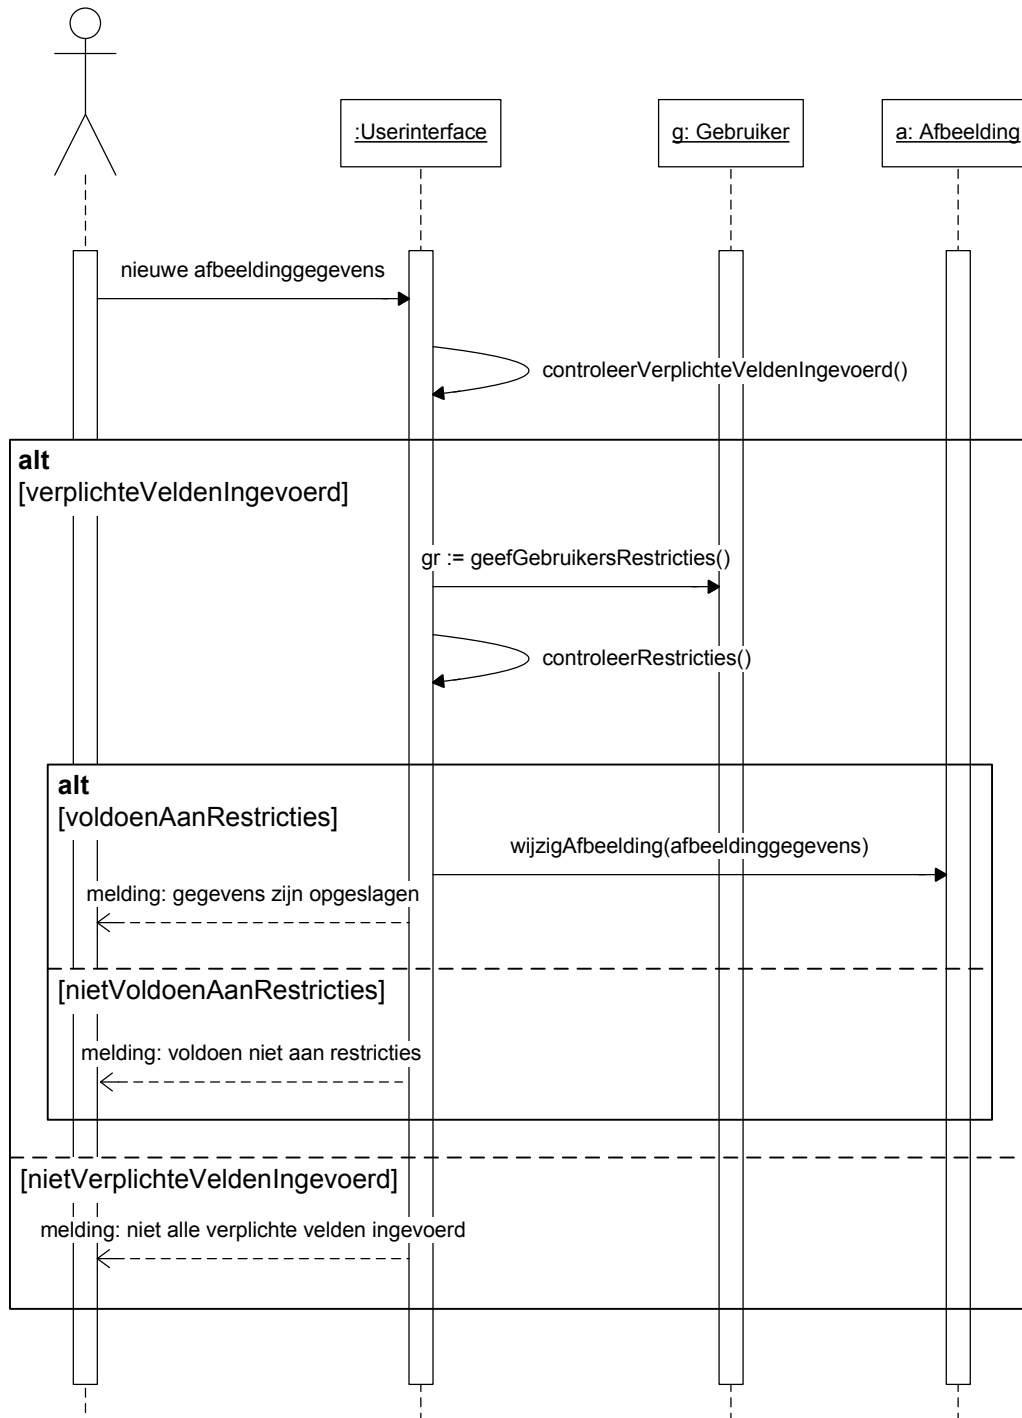 :Userinterface
g: Gebruiker
a: Afbeelding
nieuwe afbeeldinggegevens
controleerVerplichteVeldenIngevoerd()
alt
[verplichteVeldenIngevoerd]
gr := geefGebruikersRestricties()
controleerRestricties()
alt
[voldoenAanRestricties]
wijzigAfbeelding(afbeeldinggegevens)
melding: gegevens zijn opgeslagen
[nietVoldoenAanRestricties]
melding: voldoen niet aan restricties
[nietVerplichteVeldenIngevoerd]
melding: niet alle verplichte velden ingevoerd